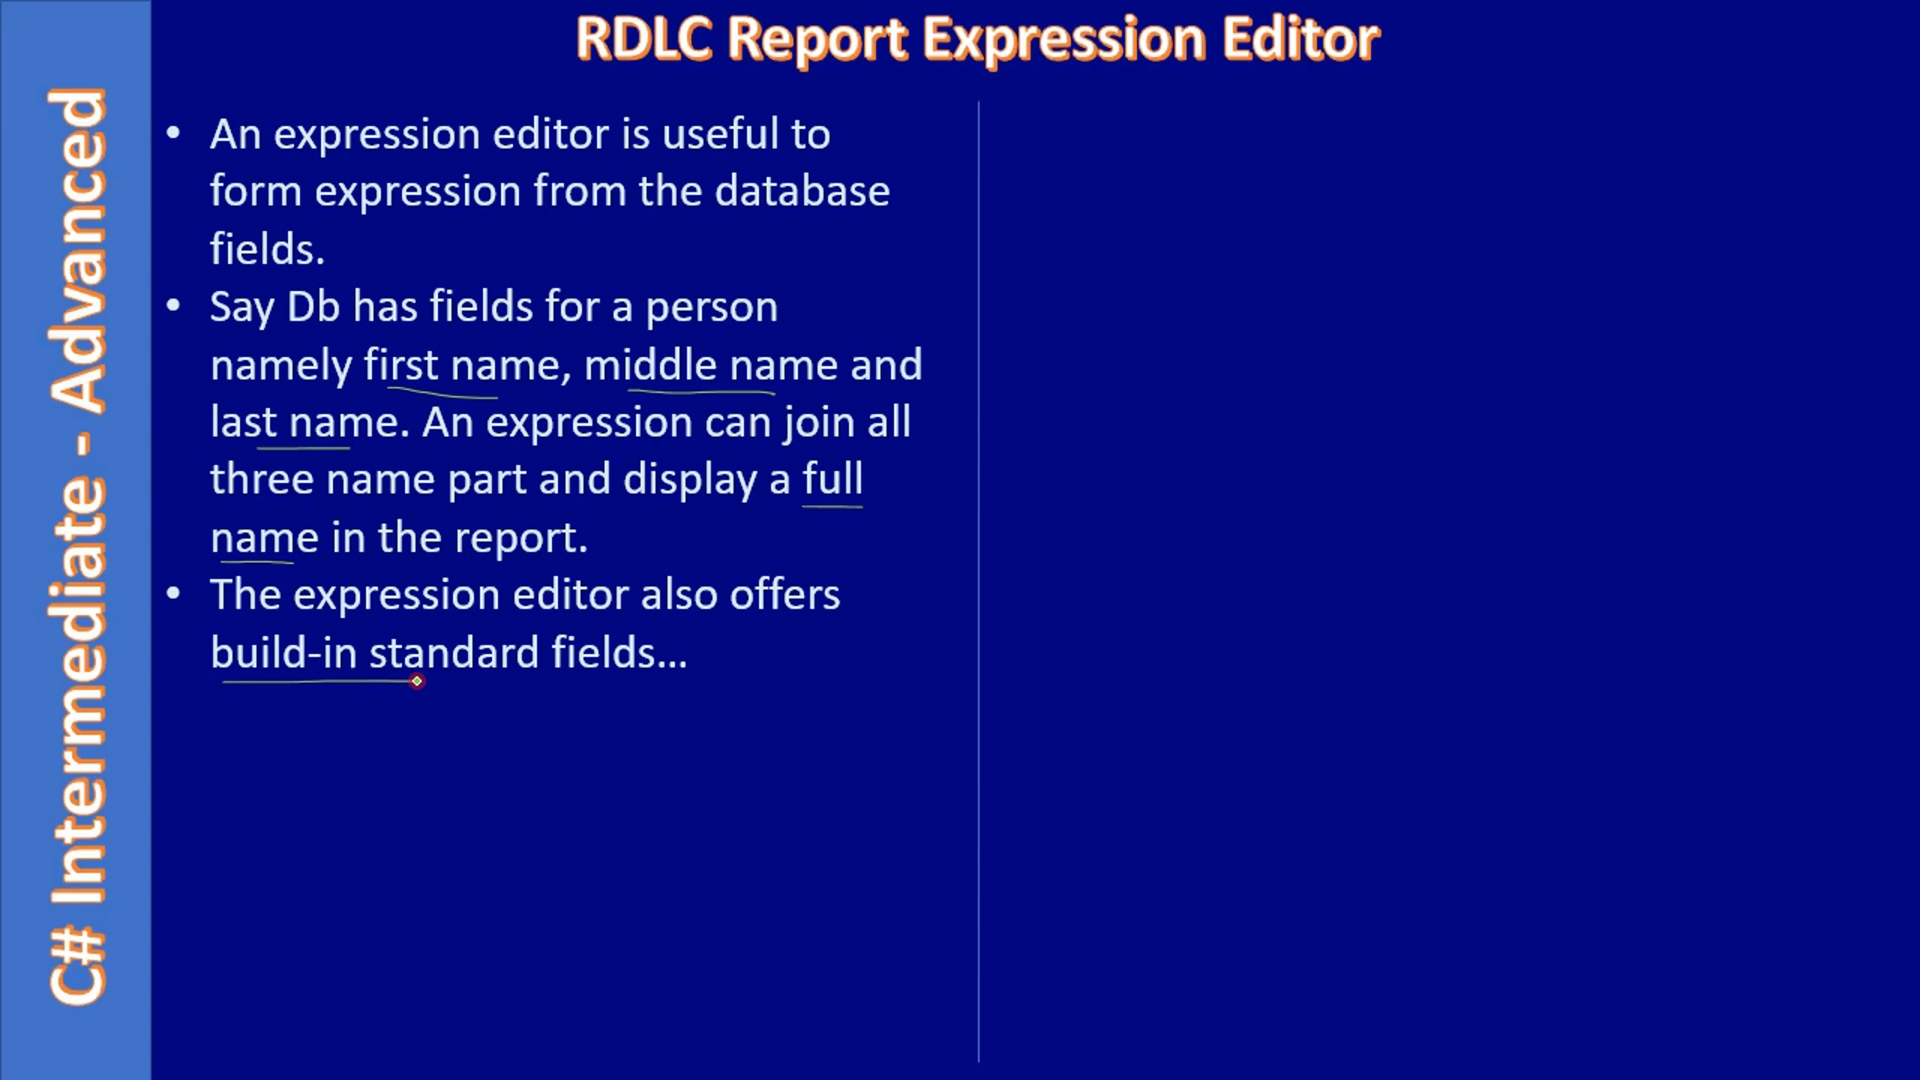 RDLC Report Expression Editor
C# Intermediate - Advanced
• An expression editor is useful to
form expression from the database
fields.
• Say Db has fields for a person
namely first name, middle name and
last name. An expression can join all
three name part and display a full
name in the report.
• The expression editor also offers
build-in standard fields...